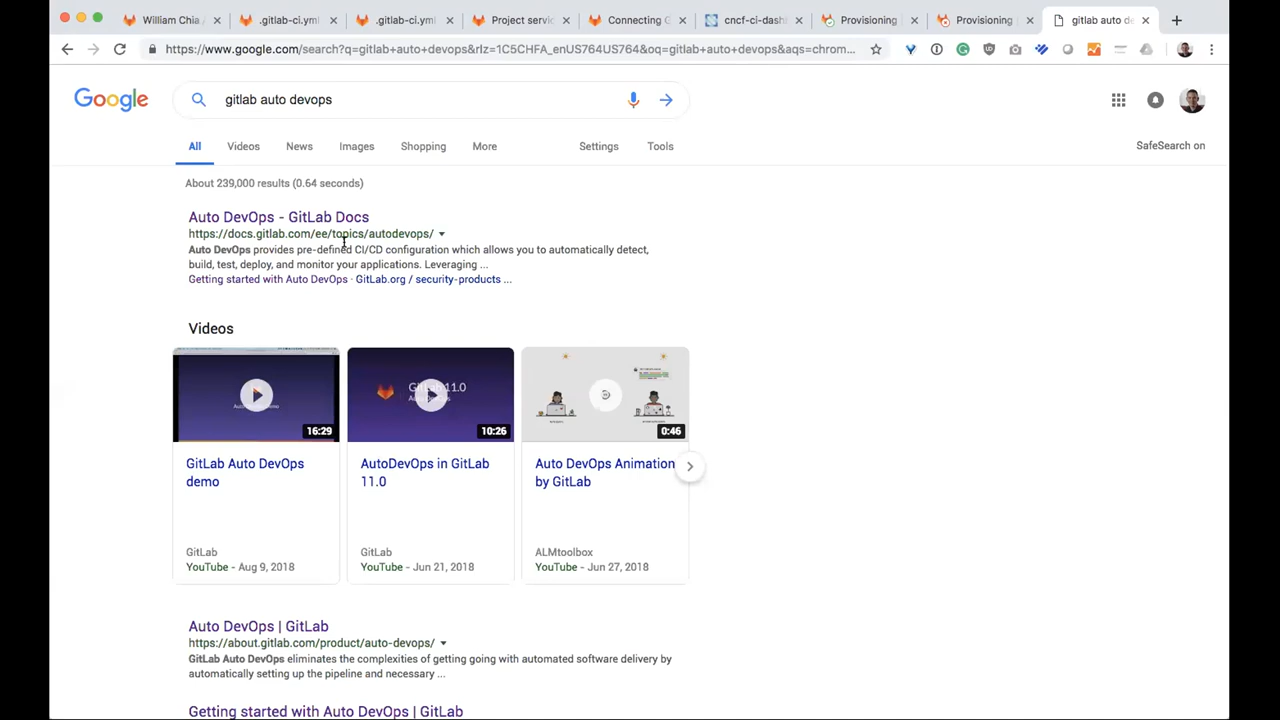 William Chia /
.gitlab-ci.yml
.gitlab-ci.yml
Project servic
Connecting G
cncf-ci-dashb
Provisioning
Provisioning
gitlab auto de
https://www.google.com/search?q=gitlab+auto+devops&rlz=1C5CHFA_enUS764US764&oq=gitlab+auto+devops&aqs=chrom...
Google
gitlab auto devops
All
Videos
News
Images
Shopping
More
Settings
Tools
SafeSearch on
About 239,000 results (0.64 seconds)
Auto DevOps - GitLab Docs
https://docs.gitlab.com/ee/topics/autodevops/
Auto DevOps provides pre-defined CI/CD configuration which allows you to automatically detect,
build, test, deploy, and monitor your applications. Leveraging ...
Getting started with Auto DevOps · GitLab.org / security-products ...
Videos
16:29
GitLab 11.0
10:26
0:46
GitLab Auto DevOps
demo
AutoDevOps in GitLab
11.0
Auto DevOps Animation
by GitLab
GitLab
YouTube - Aug 9, 2018
GitLab
YouTube - Jun 21, 2018
ALMtoolbox
YouTube - Jun 27, 2018
Auto DevOps | GitLab
https://about.gitlab.com/product/auto-devops/
GitLab Auto DevOps eliminates the complexities of getting going with automated software delivery by
automatically setting up the pipeline and necessary ...
Getting started with Auto DevOps | GitLab